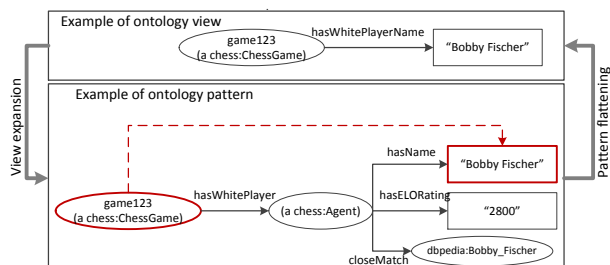 Example of ontology view
game123
(a chess:ChessGame)
hasWhitePlayerName
“Bobby Fischer”
View expansion
Pattern flattening
Example of ontology pattern
hasName
“Bobby Fischer”
game123
(a chess:ChessGame)
hasWhitePlayer
(a chess:Agent)
hasELORating
“2800”
closeMatch
dbpedia:Bobby_Fischer